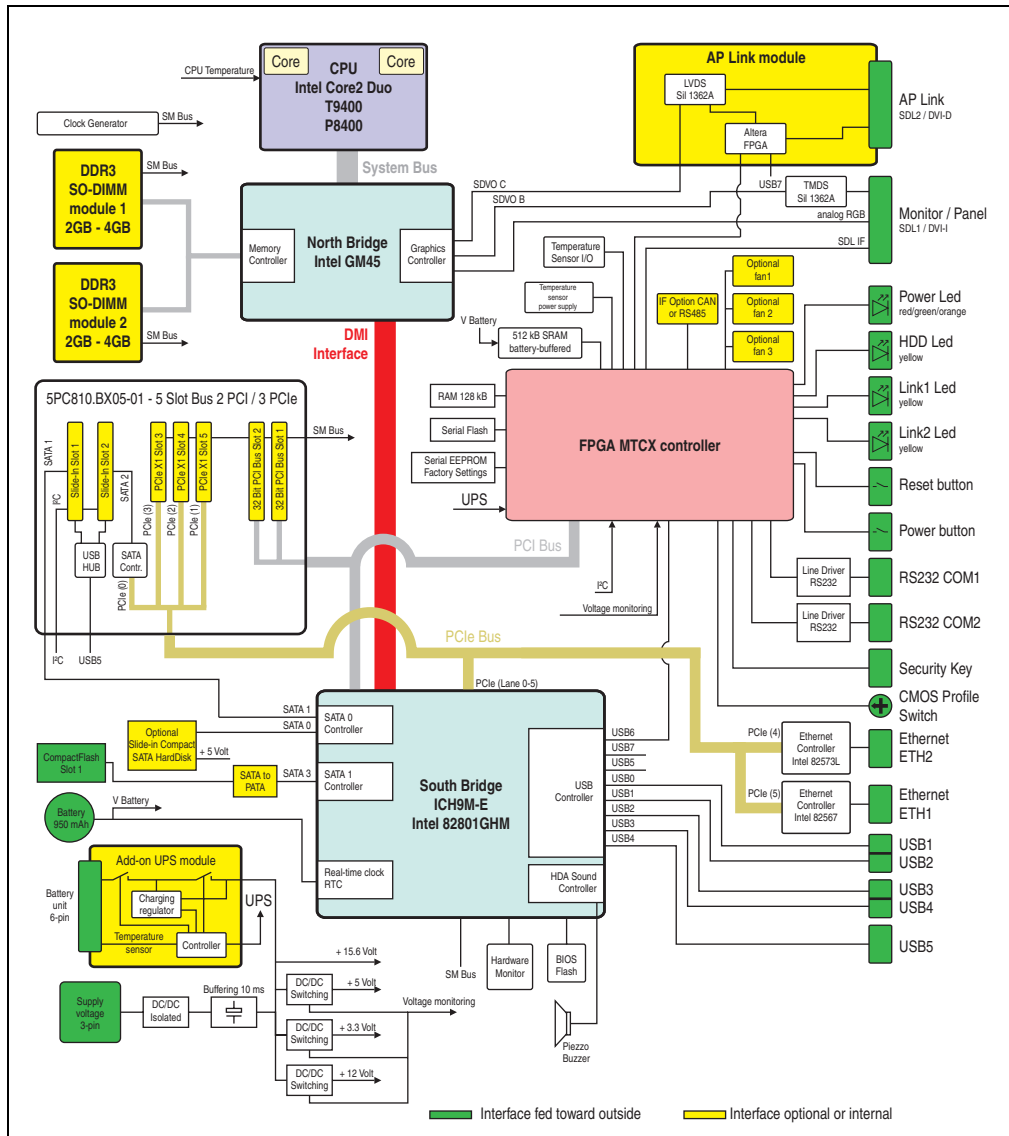 Core
Core
CPU
Intel Core2 Duo
T9400
P8400
CPU Temperature
Clock Generator
SM Bus
DDR3
SO-DIMM
module 1
2GB - 4GB
SM Bus
DDR3
SO-DIMM
module 2
2GB - 4GB
SM Bus
System Bus
Memory
Controller
North Bridge
Intel GM45
Graphics
Controller
DMI
Interface
AP Link module
LVDS
Sil 1362A
Altera
FPGA
AP Link
SDL2 / DVI-D
SDVO C
SDVO B
USB7
TMDS
Sil 1362A
analog RGB
SDL IF
Monitor / Panel
SDL1 / DVI-I
Temperature
Sensor I/O
Temperature
sensor
power supply
V Battery
512 kB SRAM
battery-buffered
IF Option CAN
or RS485
Optional
fan1
Optional
fan 2
Optional
fan 3
RAM 128 kB
Serial Flash
Serial EEPROM
Factory Settings
UPS
FPGA MTCX controller
Power Led
red/green/orange
HDD Led
yellow
Link1 Led
yellow
Link2 Led
yellow
Reset button
Power button
Line Driver
RS232
RS232 COM1
Line Driver
RS232
RS232 COM2
Security Key
CMOS Profile
Switch
5PC810.BX05-01 - 5 Slot Bus 2 PCI / 3 PCIe
SATA 1
Slide-In Slot 1
Slide-In Slot 2
SATA 2
I²C
PCIe X1 Slot 3
PCIe X1 Slot 4
PCIe X1 Slot 5
32 Bit PCI Bus Slot 2
32 Bit PCI Bus Slot 1
SM Bus
USB
HUB
SATA
Contr.
PCIe (0)
PCIe (3)
PCIe (2)
PCIe (1)
I²C
USB5
PCI Bus
I²C
Voltage monitoring
PCIe Bus
PCIe (Lane 0-5)
PCIe (4)
Ethernet
Controller
Intel 82573L
Ethernet
ETH2
PCIe (5)
Ethernet
Controller
Intel 82567
Ethernet
ETH1
SATA 1
SATA 0
SATA 0
Controller
Optional
Slide-in Compact
SATA HardDisk
+ 5 Volt
CompactFlash
Slot 1
SATA to
PATA
SATA 3
SATA 1
Controller
South Bridge
ICH9M-E
Intel 82801GHM
USB
Controller
USB6
USB7
USB5
USB0
USB1
USB2
USB3
USB4
HDA Sound
Controller
Real-time clock
RTC
V Battery
Battery
950 mAh
USB1
USB2
USB3
USB4
USB5
Add-on UPS module
Battery
unit
6-pin
Charging
regulator
UPS
Temperature
sensor
Controller
SM Bus
Hardware
Monitor
BIOS
Flash
Piezzo
Buzzer
+ 15.6 Volt
DC/DC
Switching
+ 5 Volt
Voltage monitoring
Supply
voltage
3-pin
DC/DC
Isolated
Buffering 10 ms
DC/DC
Switching
+ 3.3 Volt
DC/DC
Switching
+ 12 Volt
Interface fed toward outside
Interface optional or internal